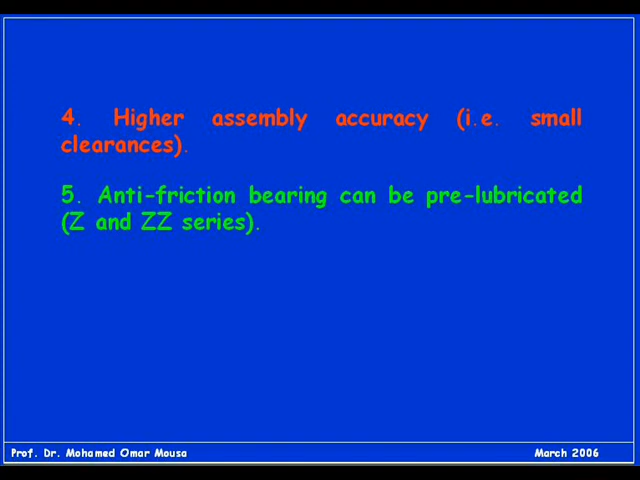 4. Higher assembly accuracy (i.e. small
clearances).
5. Anti-friction bearing can be pre-lubricated
(Z and ZZ series).
Prof. Dr. Mohamed Omar Mousa March 2006